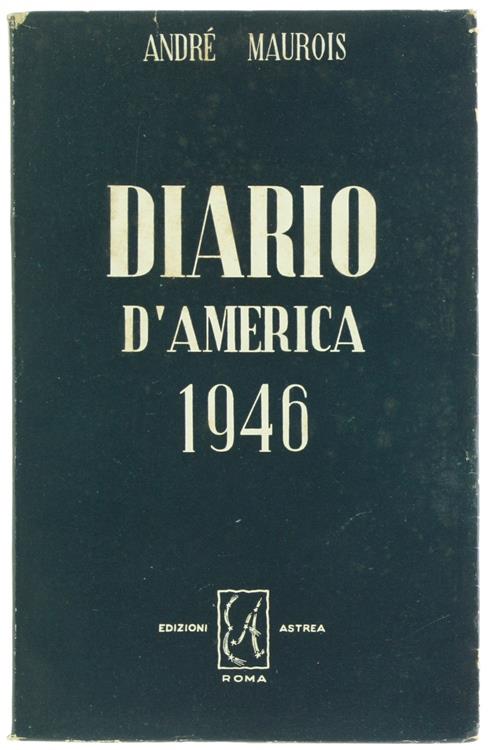 ANDRÉ MAUROIS
DIARIO
D'AMERICA
1946
EDIZIONI A ASTREA
ROMA